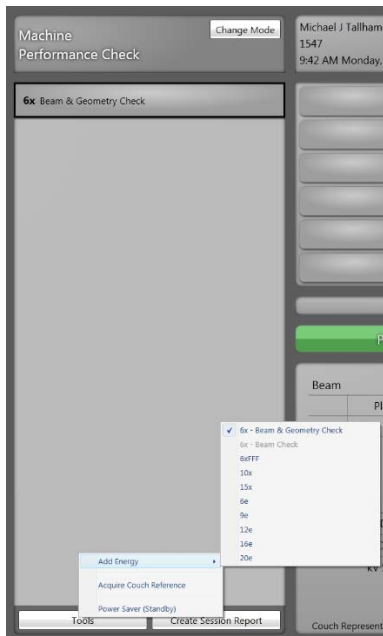 Machine
Performance Check
Change Mode
Michael J Tallham
1547
9:42 AM Monday,
6x Beam & Geometry Check
P
Beam
Pl
6x - Beam & Geometry Check
6x - Beam Check
6xFFF
10x
15x
6e
9e
12e
16e
20e
Add Energy
Acquire Couch Reference
Power Saver (Standby)
Tools
Create Session Report
Couch Represent